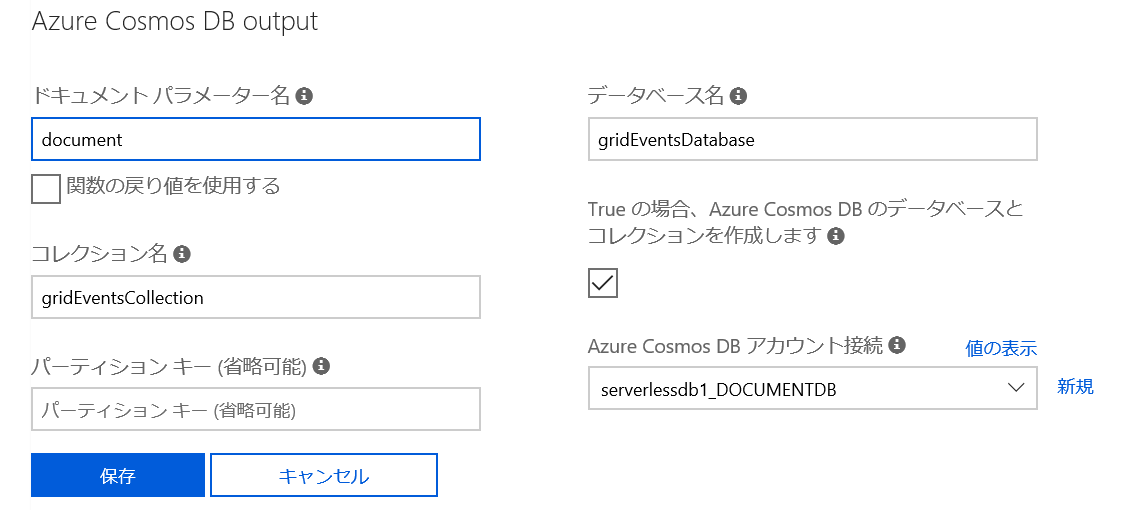 Azure Cosmos DB output
ドキュメント パラメーター名
document
関数の戻り値を使用する
コレクション名
gridEventsCollection
パーティション キー (省略可能)
パーティション キー (省略可能)
保存
キャンセル
データベース名
gridEventsDatabase
True の場合、Azure Cosmos DB のデータベースと
コレクションを作成します
Azure Cosmos DB アカウント接続
値の表示
serverlessdb1_DOCUMENTDB
新規